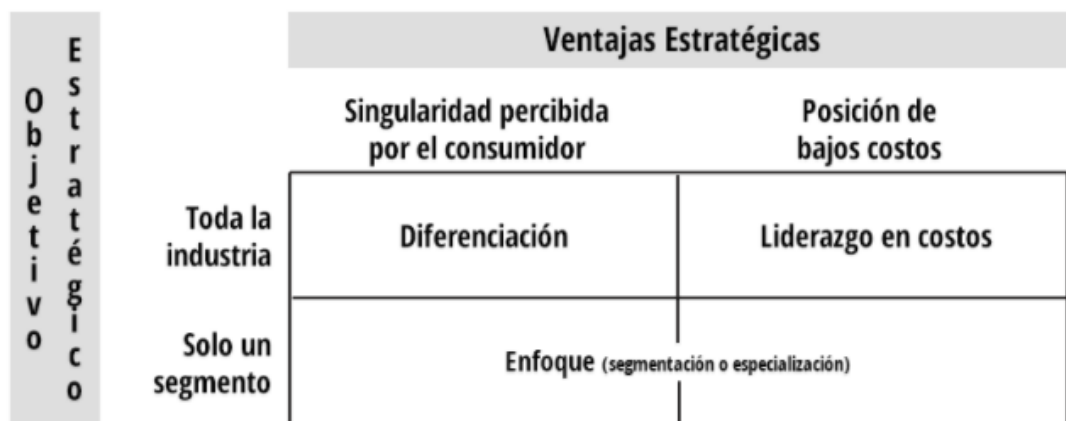 Objetivo
Estratégico
Ventajas Estratégicas
Singularidad percibida
por el consumidor
Posición de
bajos costos
Toda la
industria
Diferenciación
Liderazgo en costos
Solo un
segmento
Enfoque (segmentación o especialización)